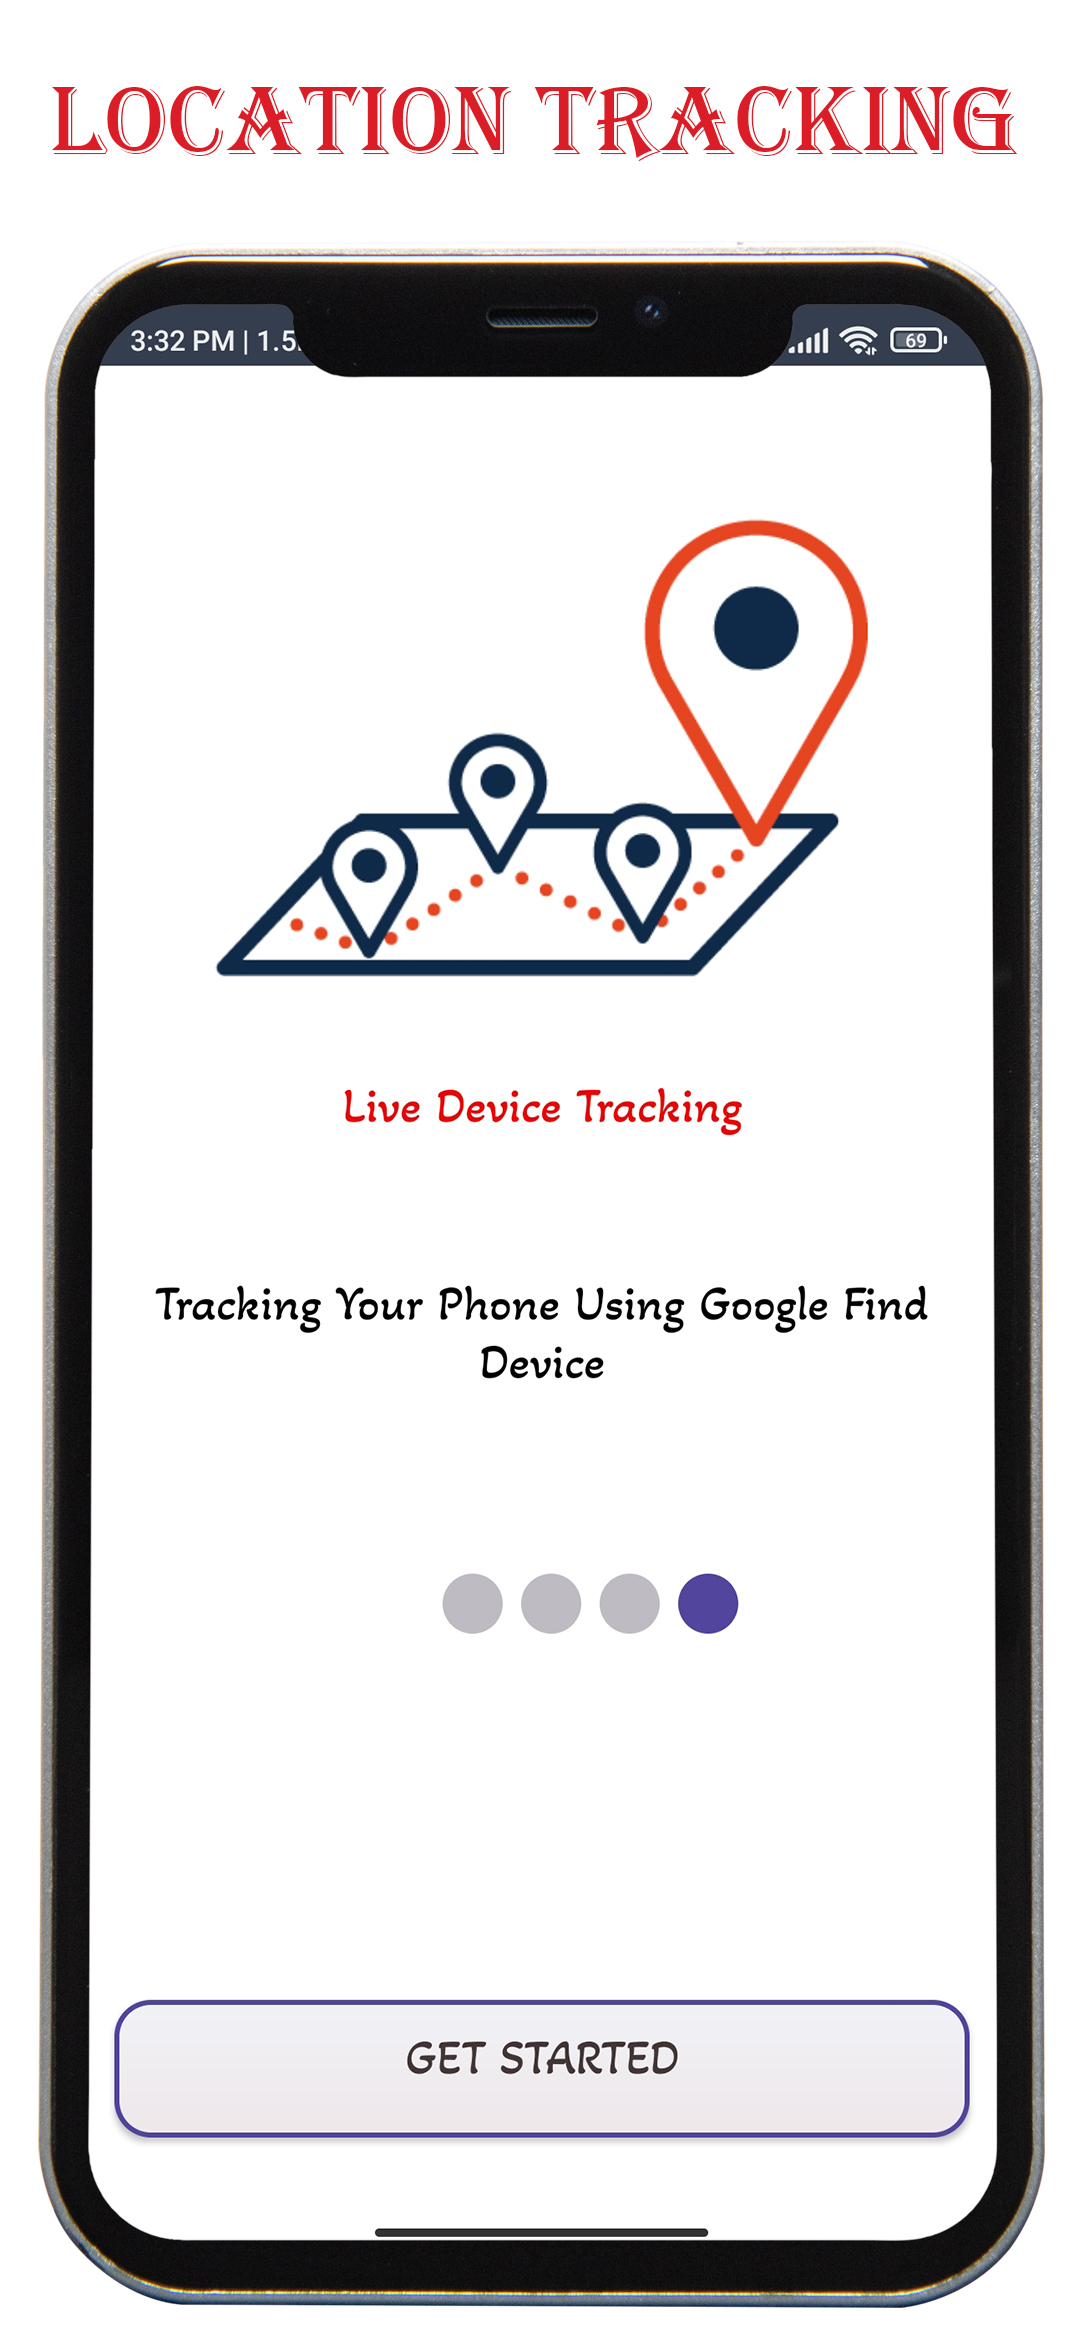 LOCATION TRACKING
3:32 PM | 1.5
69
Live Device Tracking
Tracking Your Phone Using Google Find
Device
GET STARTED